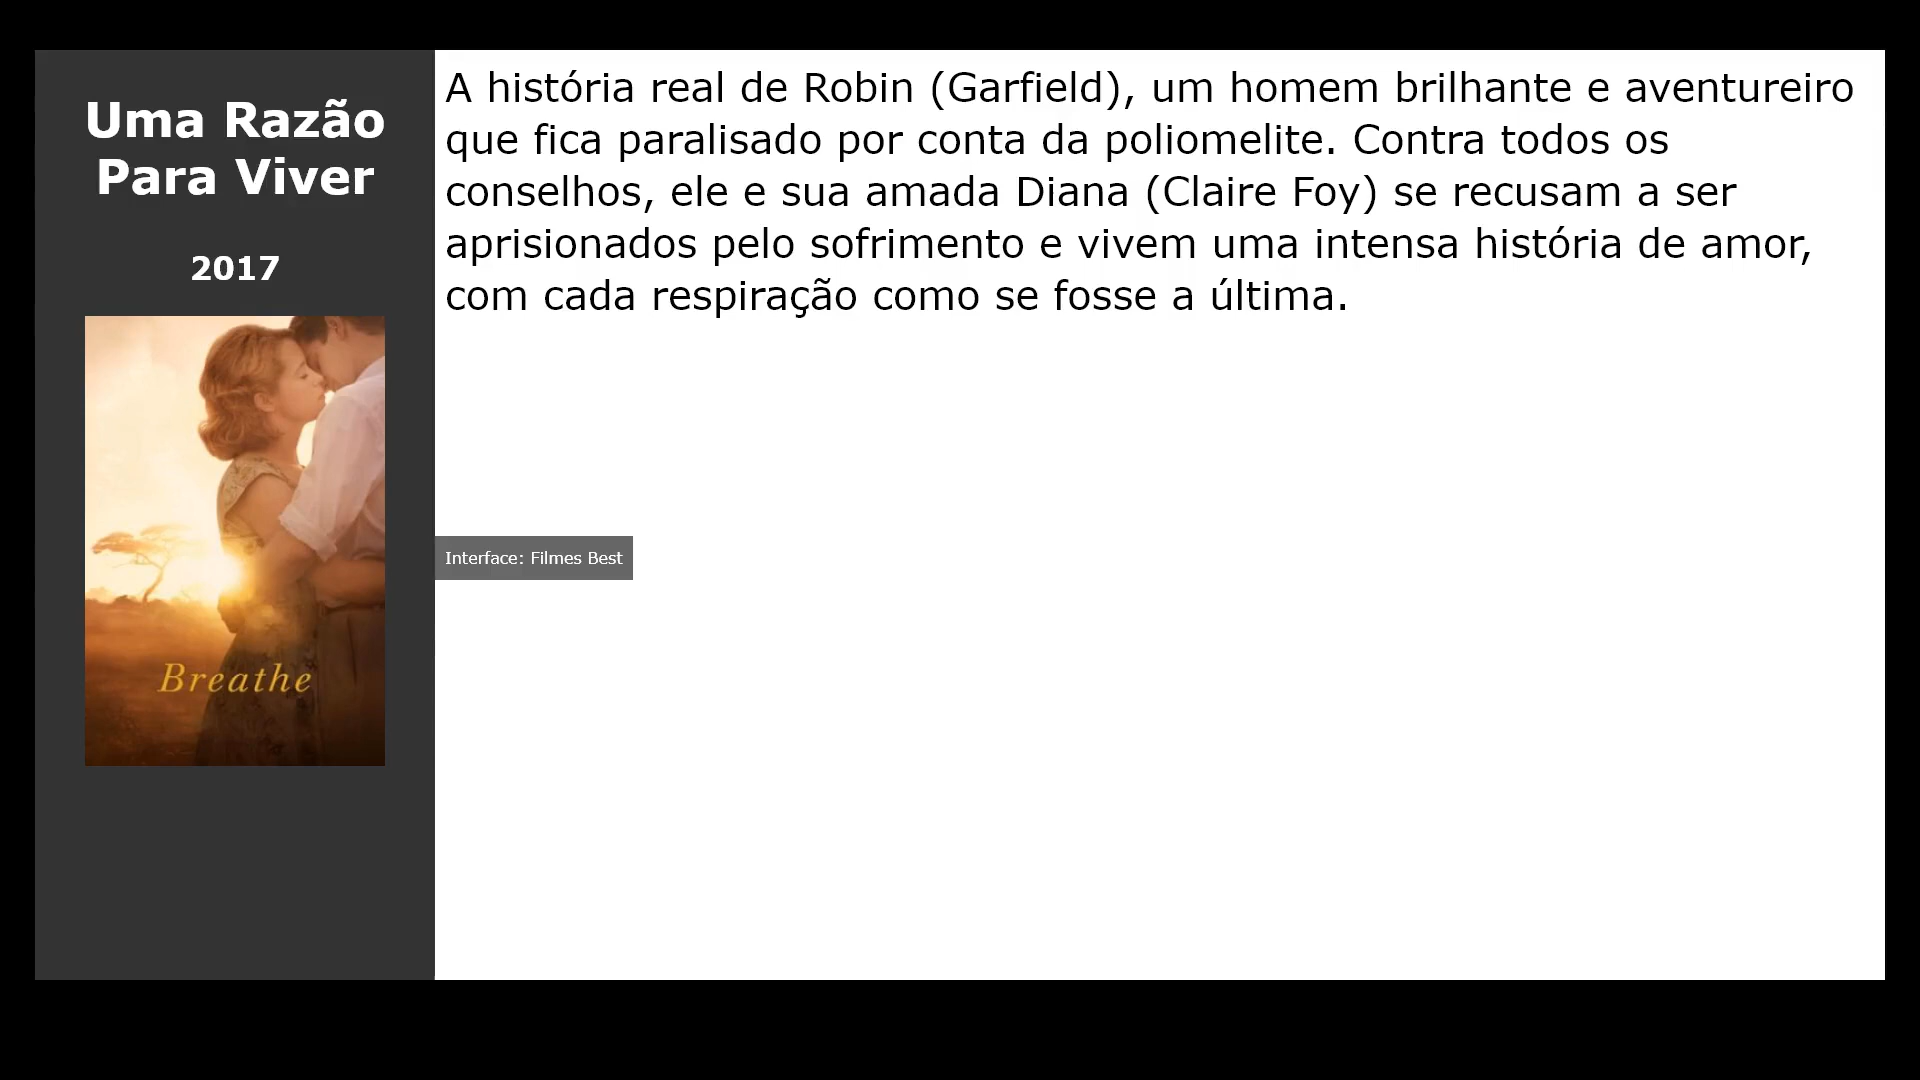 Uma Razão
Para Viver
2017
Breathe
A história real de Robin (Garfield), um homem brilhante e aventureiro
que fica paralisado por conta da poliomelite. Contra todos os
conselhos, ele e sua amada Diana (Claire Foy) se recusam a ser
aprisionados pelo sofrimento e vivem uma intensa história de amor,
com cada respiração como se fosse a última.
Interface: Filmes Best